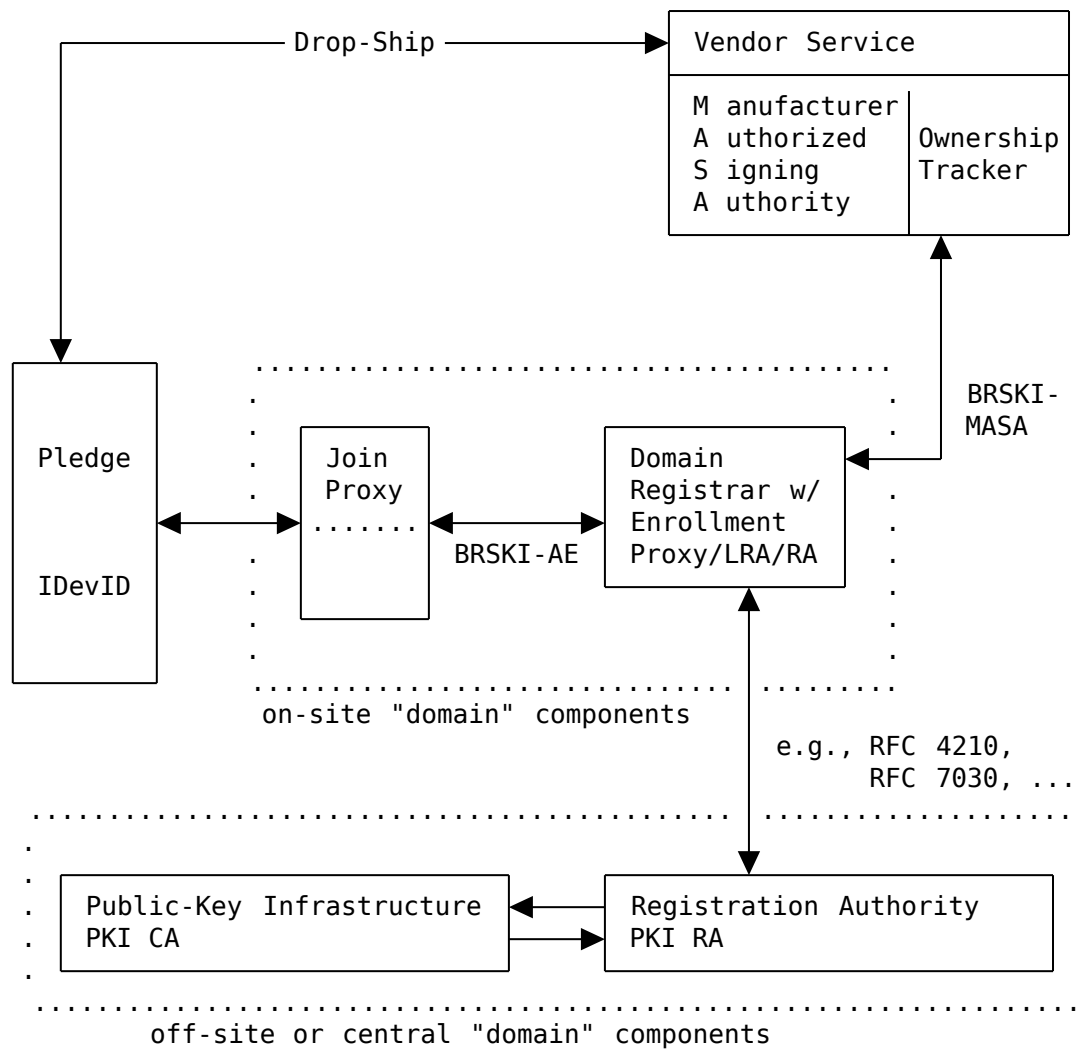 Drop-Ship
Vendor Service
M anufacturer
A uthorized
S igning
A uthority
Ownership
Tracker
BRSKI-
MASA
Pledge
IDevID
Join
Proxy
.......
BRSKI-AE
Domain
Registrar w/
Enrollment
Proxy/LRA/RA
on-site "domain" components
e.g., RFC 4210,
RFC 7030, ...
Public-Key Infrastructure
PKI CA
Registration Authority
PKI RA
off-site or central "domain" components